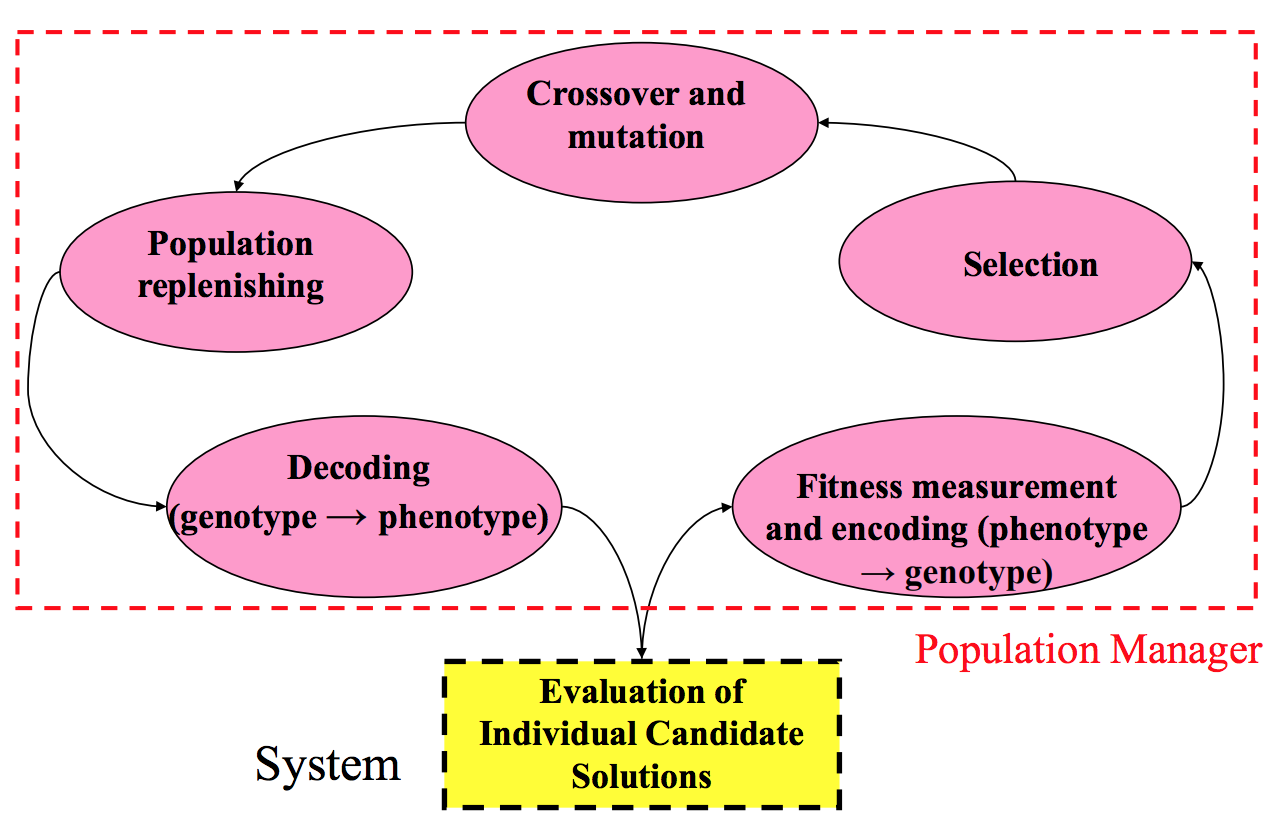 Crossover and
mutation
Population
replenishing
Selection
Decoding
(genotype → phenotype)
Fitness measurement
and encoding (phenotype
→ genotype)
Population Manager
Evaluation of
Individual Candidate
Solutions
System